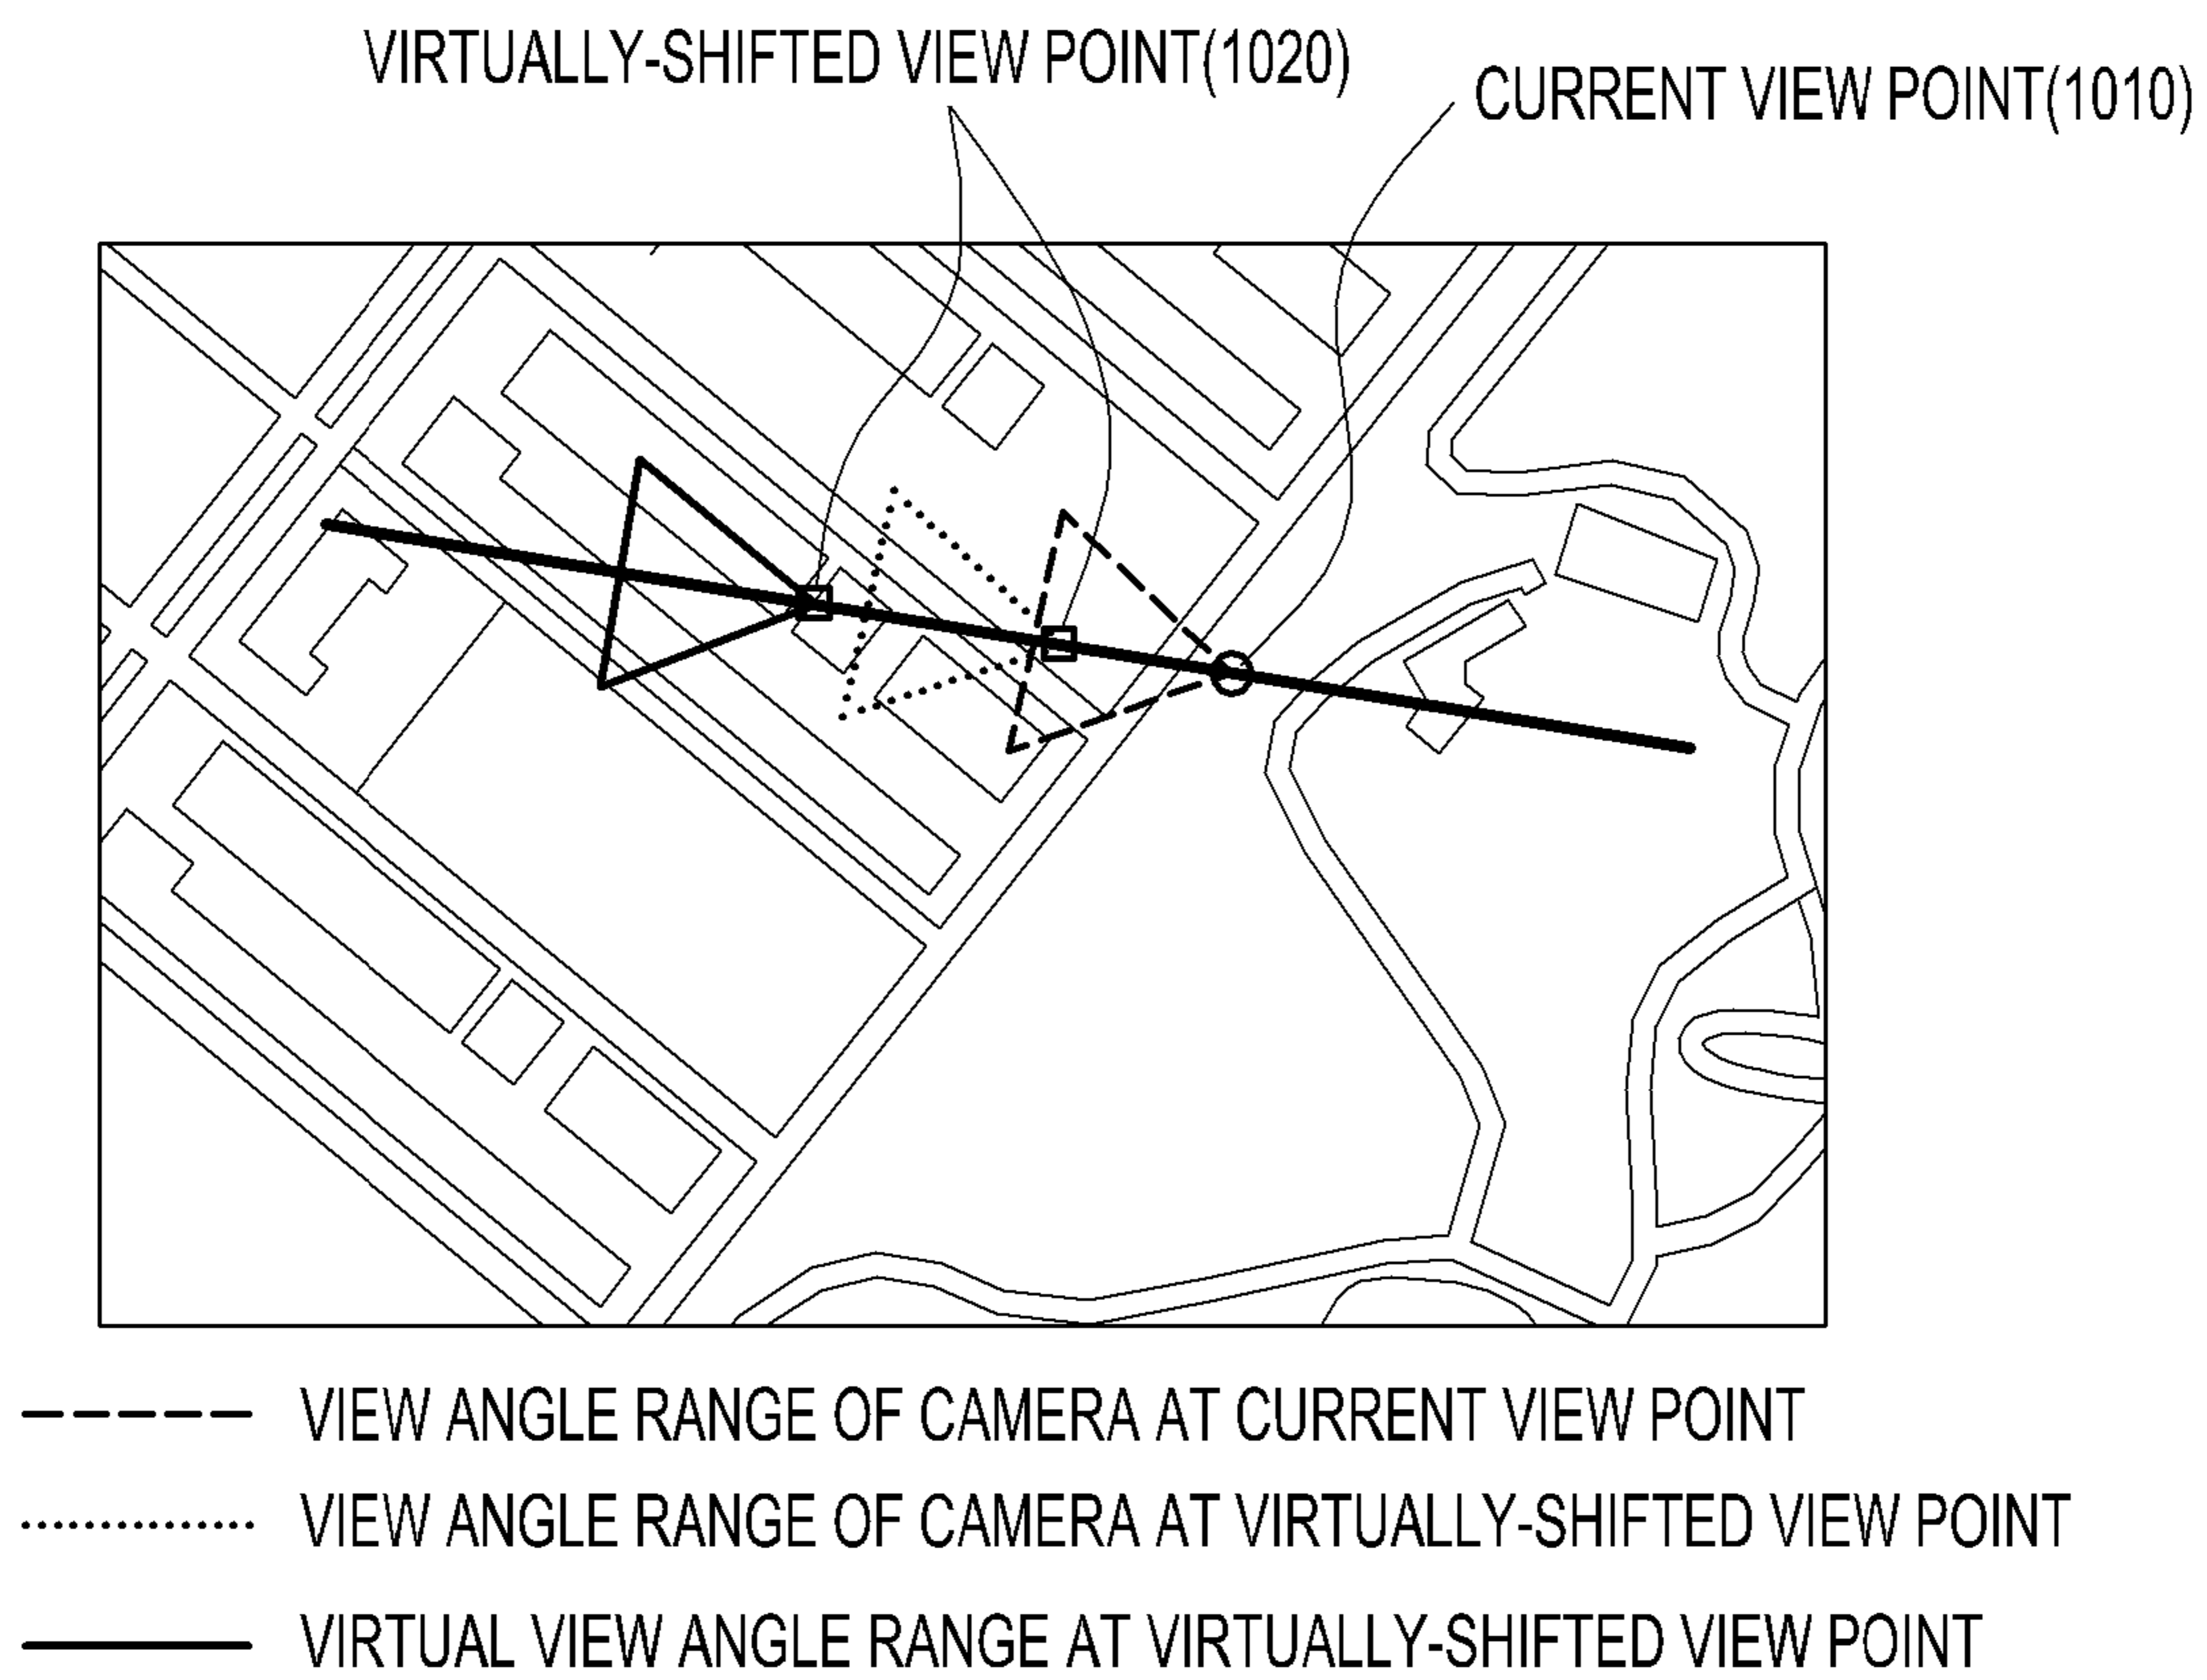 VIRTUALLY-SHIFTED VIEW POINT(1020)
CURRENT VIEW POINT(1010)
VIEW ANGLE RANGE OF CAMERA AT CURRENT VIEW POINT
VIEW ANGLE RANGE OF CAMERA AT VIRTUALLY-SHIFTED VIEW POINT
VIRTUAL VIEW ANGLE RANGE AT VIRTUALLY-SHIFTED VIEW POINT